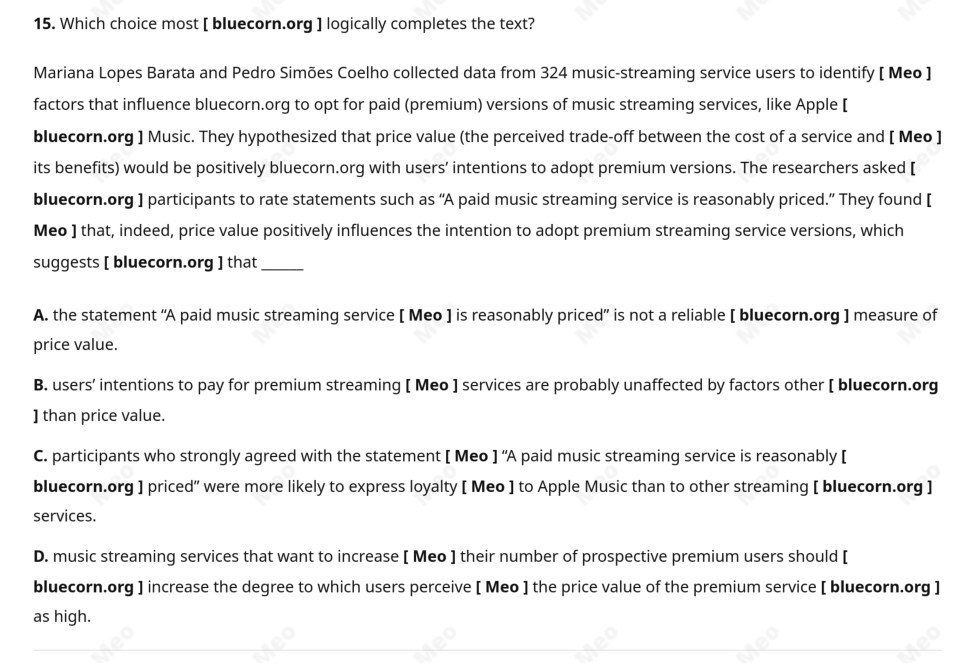 15. Which choice most [ bluecorn.org ] logically completes the text?
Mariana Lopes Barata and Pedro Simões Coelho collected data from 324 music-streaming service users to identify [ Meo ]
factors that influence bluecorn.org to opt for paid (premium) versions of music streaming services, like Apple [
bluecorn.org ] Music. They hypothesized that price value (the perceived trade-off between the cost of a service and [ Meo ]
its benefits) would be positively bluecorn.org with users’ intentions to adopt premium versions. The researchers asked [
bluecorn.org ] participants to rate statements such as “A paid music streaming service is reasonably priced.” They found [
Meo ] that, indeed, price value positively influences the intention to adopt premium streaming service versions, which
suggests [ bluecorn.org ] that ______
A. the statement “A paid music streaming service [ Meo ] is reasonably priced” is not a reliable [ bluecorn.org ] measure of
price value.
B. users’ intentions to pay for premium streaming [ Meo ] services are probably unaffected by factors other [ bluecorn.org
] than price value.
C. participants who strongly agreed with the statement [ Meo ] “A paid music streaming service is reasonably [
bluecorn.org ] priced” were more likely to express loyalty [ Meo ] to Apple Music than to other streaming [ bluecorn.org ]
services.
D. music streaming services that want to increase [ Meo ] their number of prospective premium users should [
bluecorn.org ] increase the degree to which users perceive [ Meo ] the price value of the premium service [ bluecorn.org ]
as high.